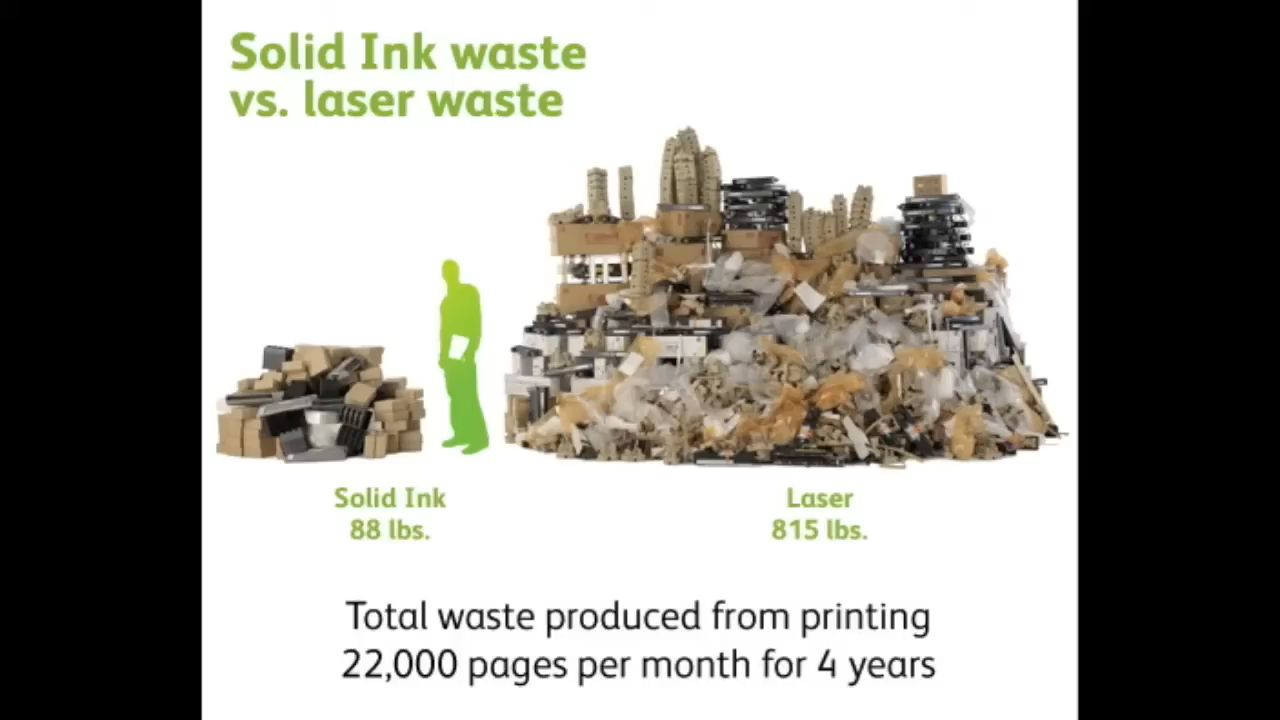 Solid Ink waste
vs. laser waste
Solid Ink
88 lbs.
Laser
815 lbs.
Total waste produced from printing
22,000 pages per month for 4 years